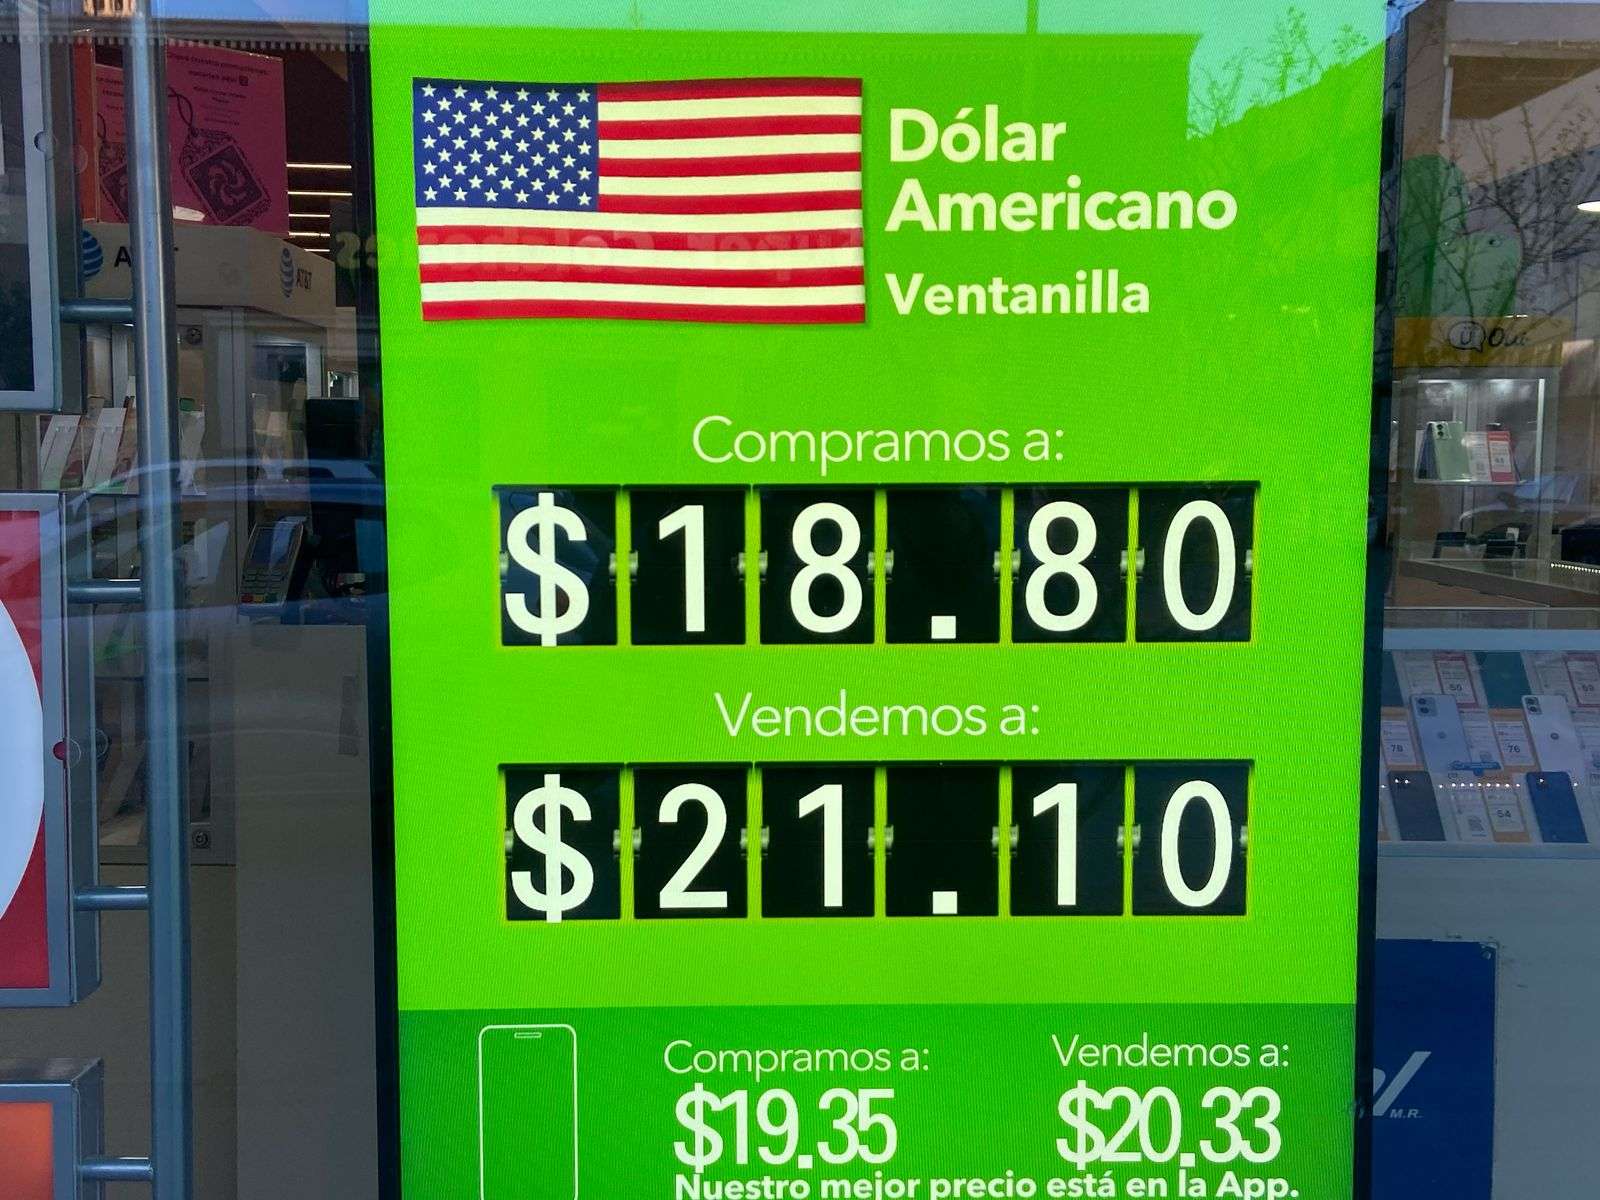 Dólar
Americano
Ventanilla
Compramos a:
$18.80
Vendemos a:
$21.10
Compramos a:
$19.35
Vendemos a:
$20.33
Nuestro mejor precio está en la App.
AT&T
M.R.